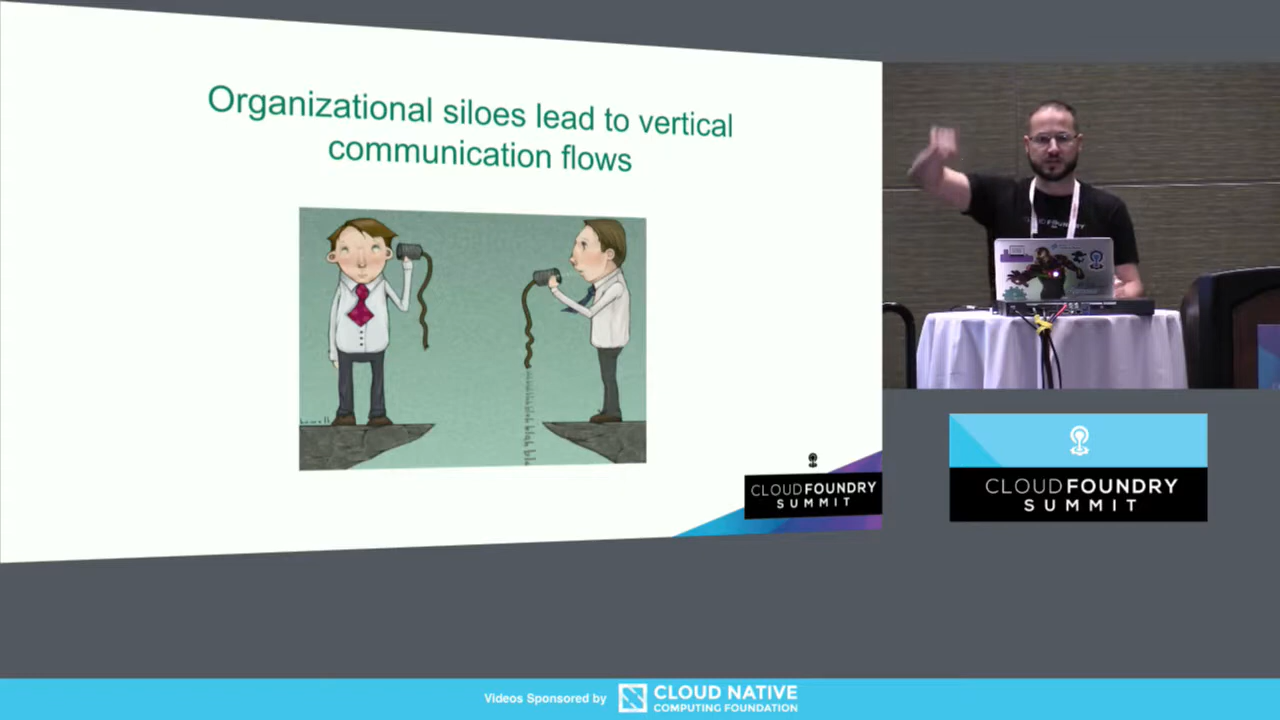 Organizational siloes lead to vertical
communication flows
CLOUD FOUNDRY
SUMMIT
CLOUD FOUNDRY
SUMMIT
Videos Sponsored by
CLOUD NATIVE
COMPUTING FOUNDATION